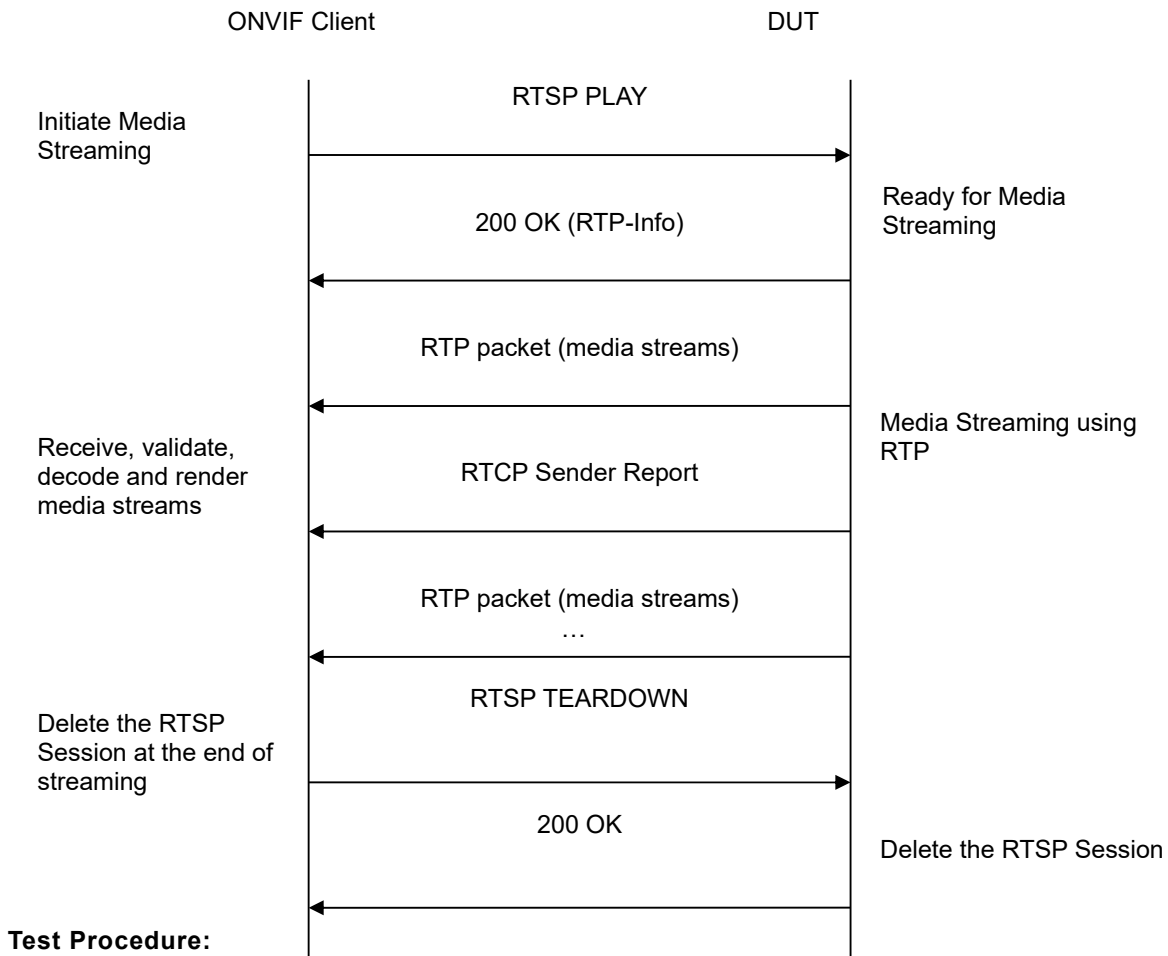 ONVIF Client
DUT
RTSP PLAY
Initiate Media
Streaming
Ready for Media
Streaming
200 OK (RTP-Info)
RTP packet (media streams)
Media Streaming using
RTP
Receive, validate,
decode and render
media streams
RTCP Sender Report
RTP packet (media streams)
…
RTSP TEARDOWN
Delete the RTSP
Session at the end of
streaming
200 OK
Delete the RTSP Session
Test Procedure: